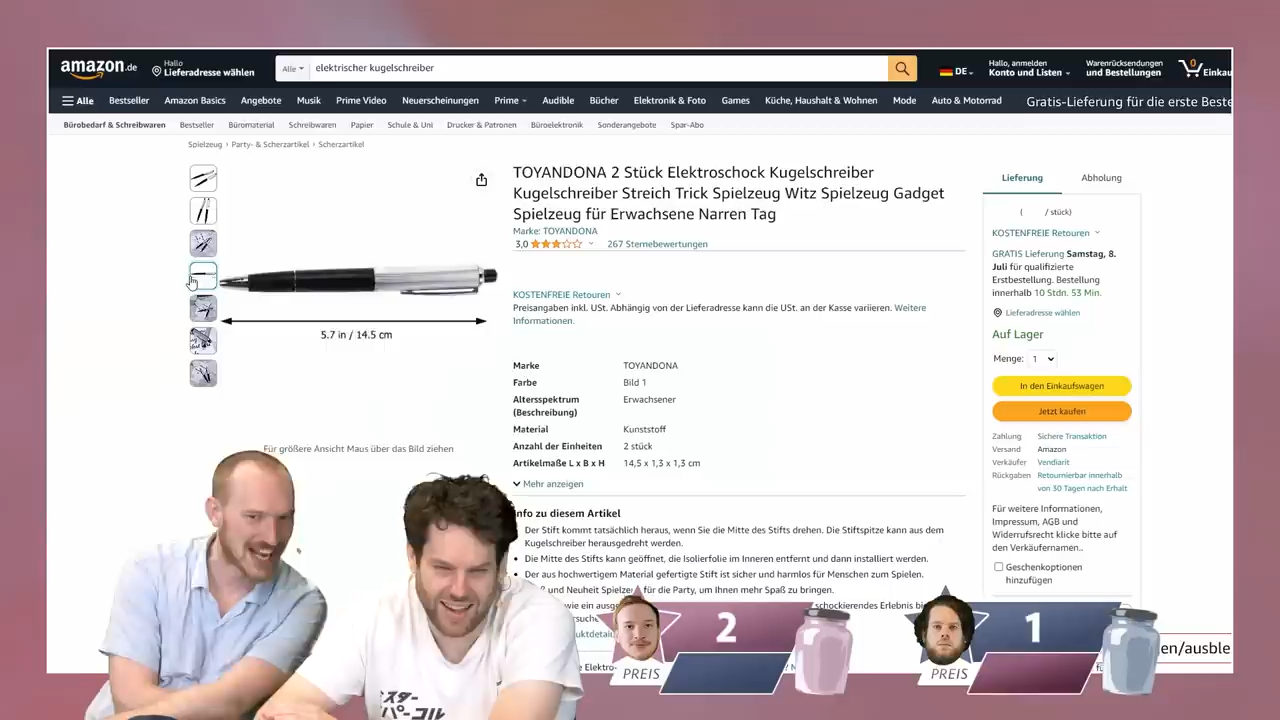 amazon.de
Hallo
Lieferadresse wählen
Alle
elektrischer kugelschreiber
DE
Hallo, anmelden
Konto und Listen
Warenrücksendungen
und Bestellungen
0
Einkau
Alle
Bestseller
Amazon Basics
Angebote
Musik
Prime Video
Neuerscheinungen
Prime
Audible
Bücher
Elektronik & Foto
Games
Küche, Haushalt & Wohnen
Mode
Auto & Motorrad
Gratis-Lieferung für die erste Beste
Bürobedarf & Schreibwaren
Bestseller
Büromaterial
Schreibwaren
Papier
Schule & Uni
Drucker & Patronen
Büroelektronik
Sonderangebote
Spar-Abo
Spielzeug › Party- & Scherzartikel › Scherzartikel
5.7 in / 14.5 cm
Für größere Ansicht Maus über das Bild ziehen
TOYANDONA 2 Stück Elektroschock Kugelschreiber
Kugelschreiber Streich Trick Spielzeug Witz Spielzeug Gadget
Spielzeug für Erwachsene Narren Tag
Marke: TOYANDONA
3,0
267 Sternebewertungen
KOSTENFREIE Retouren
Preisangaben inkl. USt. Abhängig von der Lieferadresse kann die USt. an der Kasse variieren. Weitere
Informationen.
Marke TOYANDONA
Farbe Bild 1
Altersspektrum Erwachsener
(Beschreibung)
Material Kunststoff
Anzahl der Einheiten 2 stück
Artikelmaße L x B x H 14,5 x 1,3 x 1,3 cm
Mehr anzeigen
nfo zu diesem Artikel
Der Stift kommt tatsächlich heraus, wenn Sie die Mitte des Stifts drehen. Die Stiftspitze kann aus dem
Kugelschreiber herausgedreht werden.
Die Mitte des Stifts kann geöffnet, die Isolierfolie im Inneren entfernt und dann installiert werden.
Der aus hochwertigem Material gefertigte Stift ist sicher und harmlos für Menschen zum Spielen.
und Neuheit Spielze für die Party, um Ihnen mehr Spaß zu bringen.
wie ein ausge schockierendes Erlebnis bi
uktdetai
e Elektro-
Lieferung
Abholung
( / stück)
KOSTENFREIE Retouren
GRATIS Lieferung Samstag, 8.
Juli für qualifizierte
Erstbestellung. Bestellung
innerhalb 10 Stdn. 53 Min.
Lieferadresse wählen
Auf Lager
Menge: 1
In den Einkaufswagen
Jetzt kaufen
Zahlung Sichere Transaktion
Versand Amazon
Verkäufer Vendiarit
Rückgaben Retournierbar innerhalb
von 30 Tagen nach Erhalt
Für weitere Informationen,
Impressum, AGB und
Widerrufsrecht klicke bitte auf
den Verkäufernamen..
Geschenkoptionen
hinzufügen
en/ausble
2
PREIS
1
PREIS
スター
パーコル